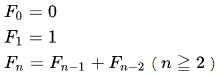 F₀ = 0
F₁ = 1
Fₙ = Fₙ₋₁ + Fₙ₋₂ ( n ≧ 2 )